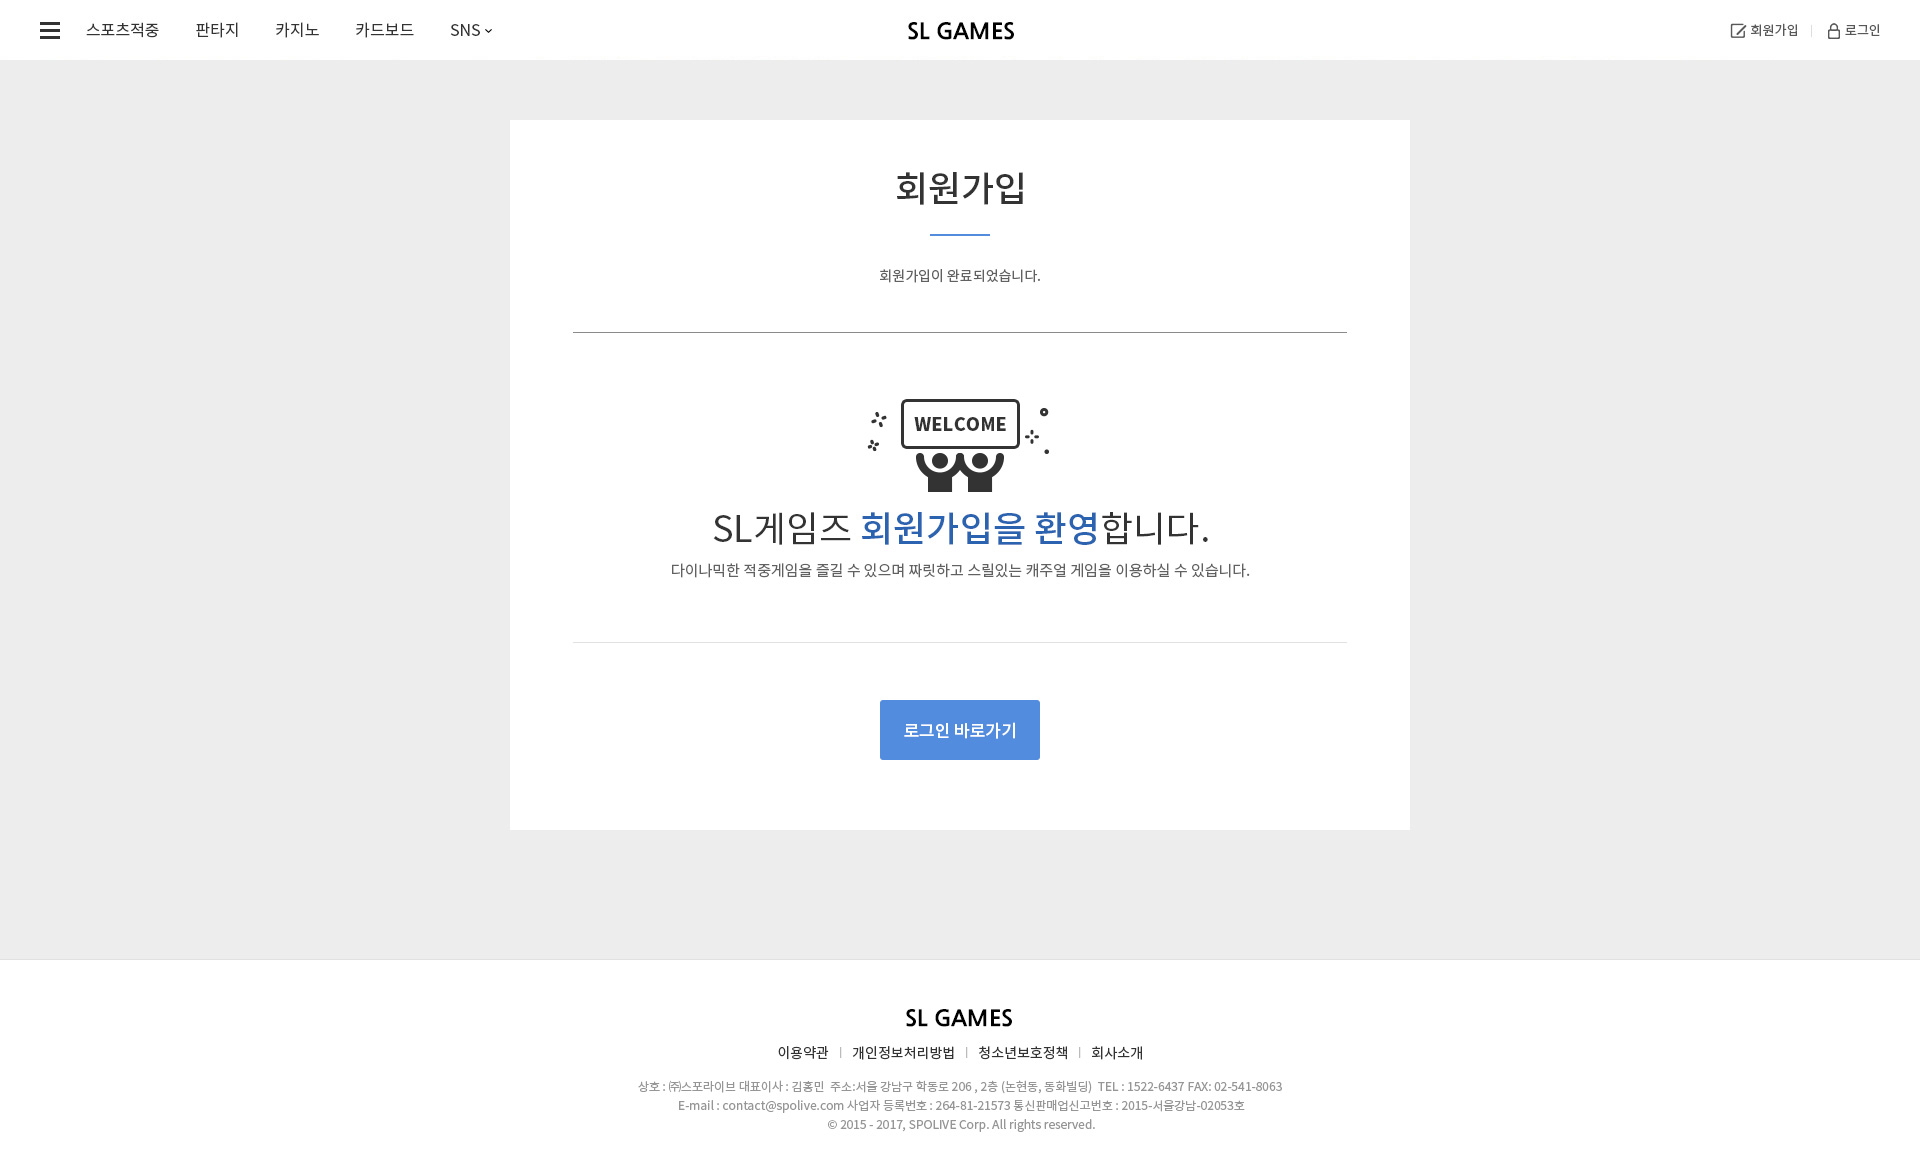 스포츠적중 판타지 카지노 카드보드 SNS
SL GAMES
회원가입 로그인
회원가입
회원가입이 완료되었습니다.
WELCOME
SL게임즈 회원가입을 환영합니다.
다이나믹한 적중게임을 즐길 수 있으며 짜릿하고 스릴있는 캐주얼 게임을 이용하실 수 있습니다.
로그인 바로가기
SL GAMES
이용약관 | 개인정보처리방법 | 청소년보호정책 | 회사소개
상호 : ㈜스포라이브 대표이사 : 김홍민 주소:서울 강남구 학동로 206 , 2층 (논현동, 동화빌딩) TEL : 1522-6437 FAX: 02-541-8063
E-mail : contact@spolive.com 사업자 등록번호 : 264-81-21573 통신판매업신고번호 : 2015-서울강남-02053호
© 2015 - 2017, SPOLIVE Corp. All rights reserved.